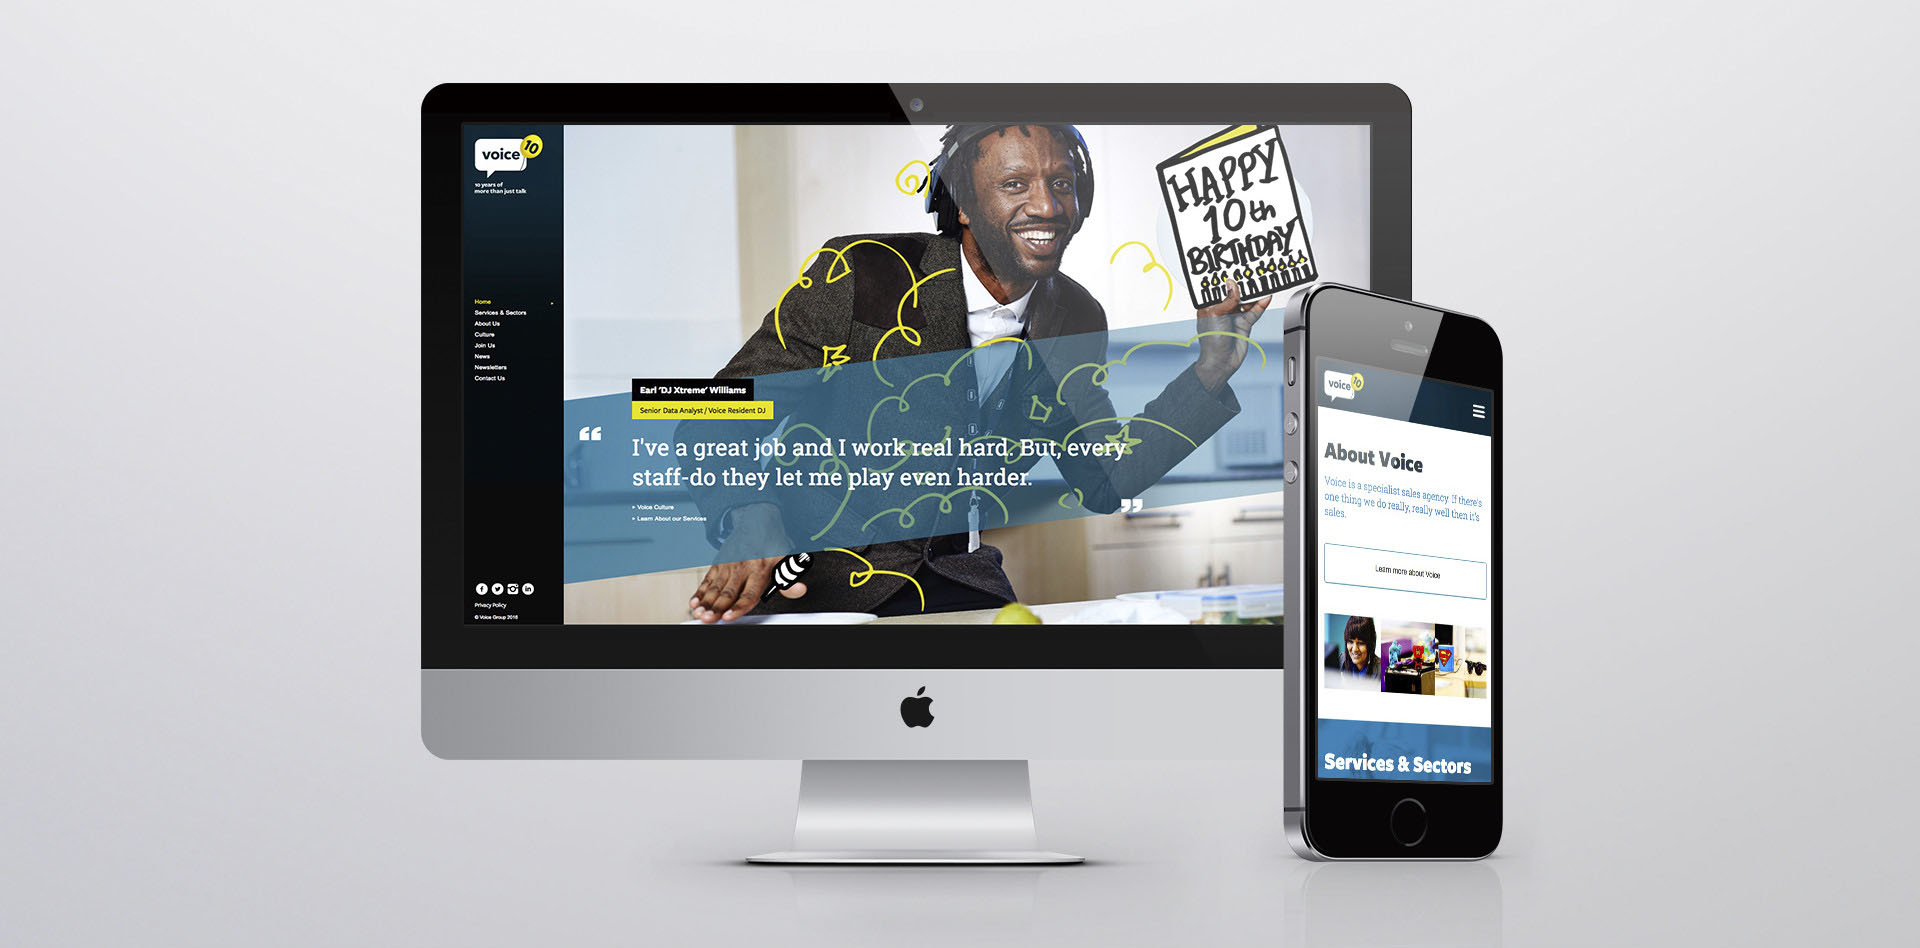 voice 10
10 years of
more than just talk
Home
Services & Sectors
About Us
Culture
Join Us
News
Newsletters
Contact Us
Privacy Policy
© Voice Group 2016
HAPPY
10th
BIRTHDAY
Earl 'DJ Xtreme' Williams
Senior Data Analyst / Voice Resident DJ
“
I've a great job and I work real hard. But, every
staff-do they let me play even harder.
”
Voice Culture
Learn About our Services
voice 10
About Voice
Voice is a specialist sales agency. If there's
one thing we do really, really well then it's
sales.
Learn more about Voice
Services & Sectors